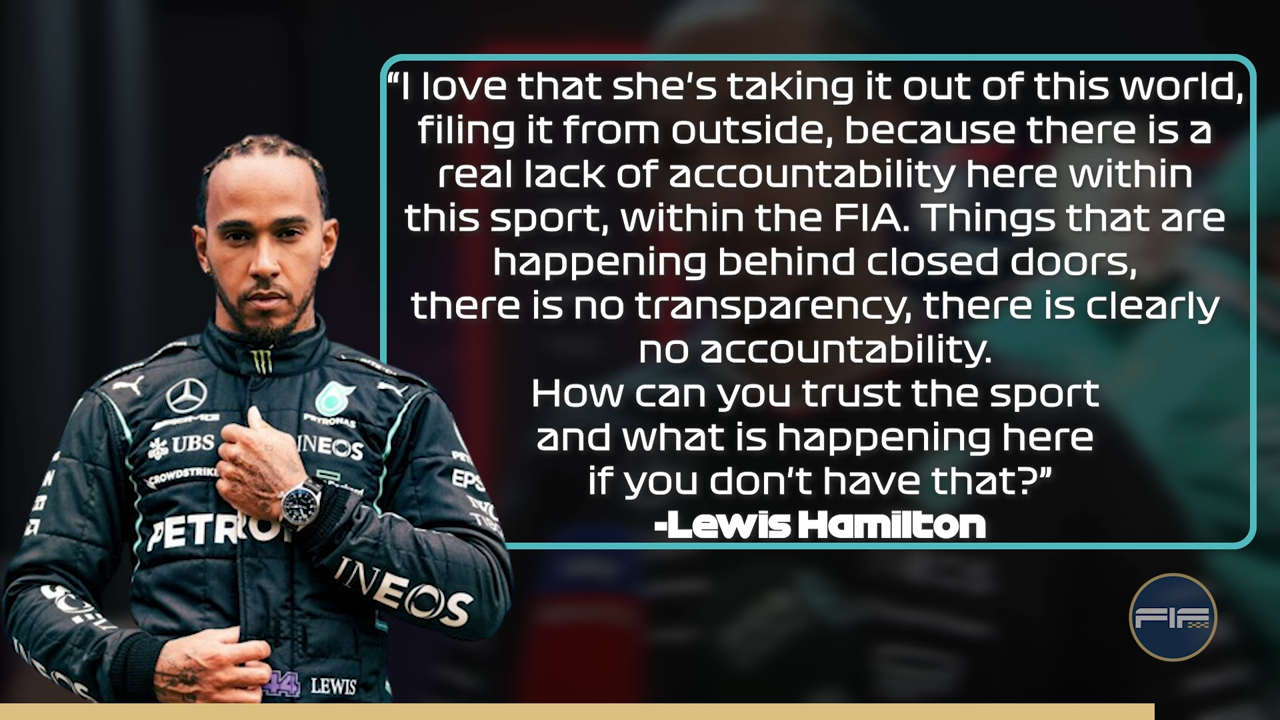 “I love that she’s taking it out of this world,
filing it from outside, because there is a
real lack of accountability here within
this sport, within the FIA. Things that are
happening behind closed doors,
there is no transparency, there is clearly
no accountability.
How can you trust the sport
and what is happening here
if you don’t have that?”
-Lewis Hamilton
PETRONAS
UBS
INEOS
CROWDSTRIKE
EPS
PETRO
INEOS
44 LEWIS
FIF